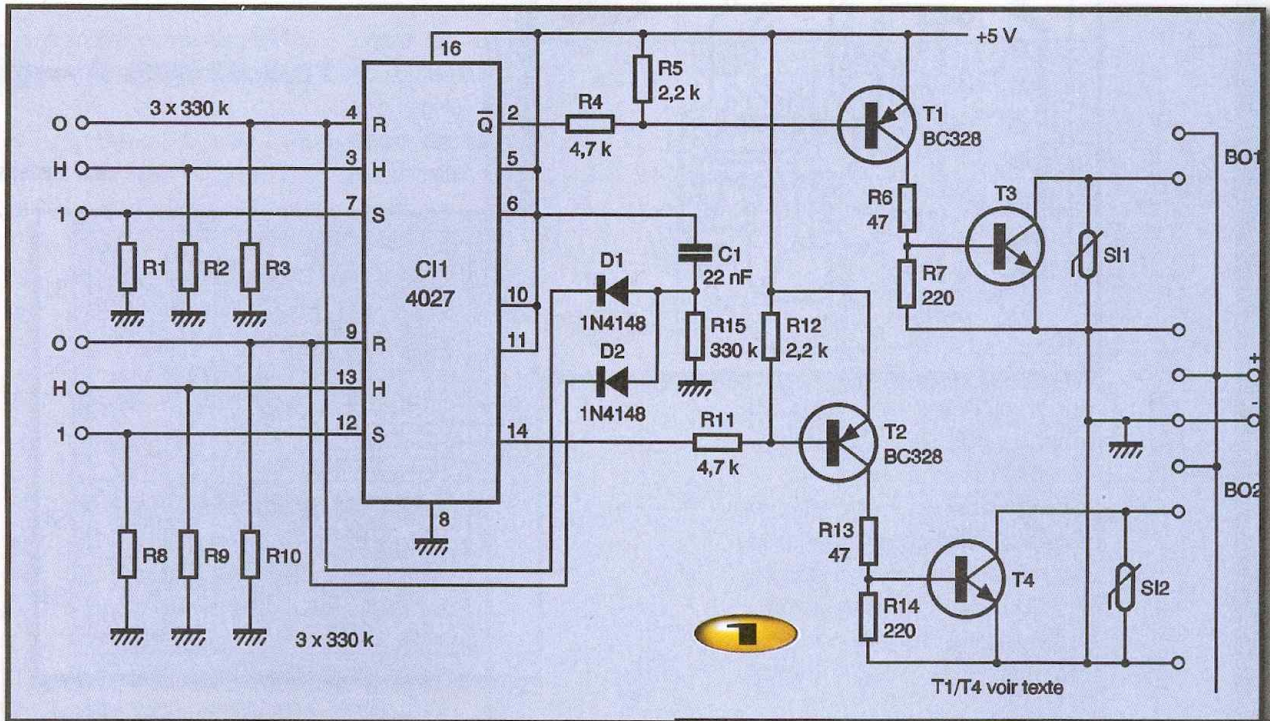 +5 V
16
3 x 330 k
O
4
R
H
3
H
1
7
S
R1
R2
R3
CI1
4027
O
9
R
H
13
H
1
12
S
R8
R9
R10
3 x 330 k
8
Q̅
2
5
6
10
11
14
R4
4,7 k
R5
2,2 k
C1
22 nF
D1
1N4148
D2
1N4148
R15
330 k
R12
2,2 k
R11
4,7 k
T1
BC328
R6
47
R7
220
T3
SI1
BO1
+
-
T2
BC328
R13
47
R14
220
T4
SI2
BO2
1
T1/T4 voir texte